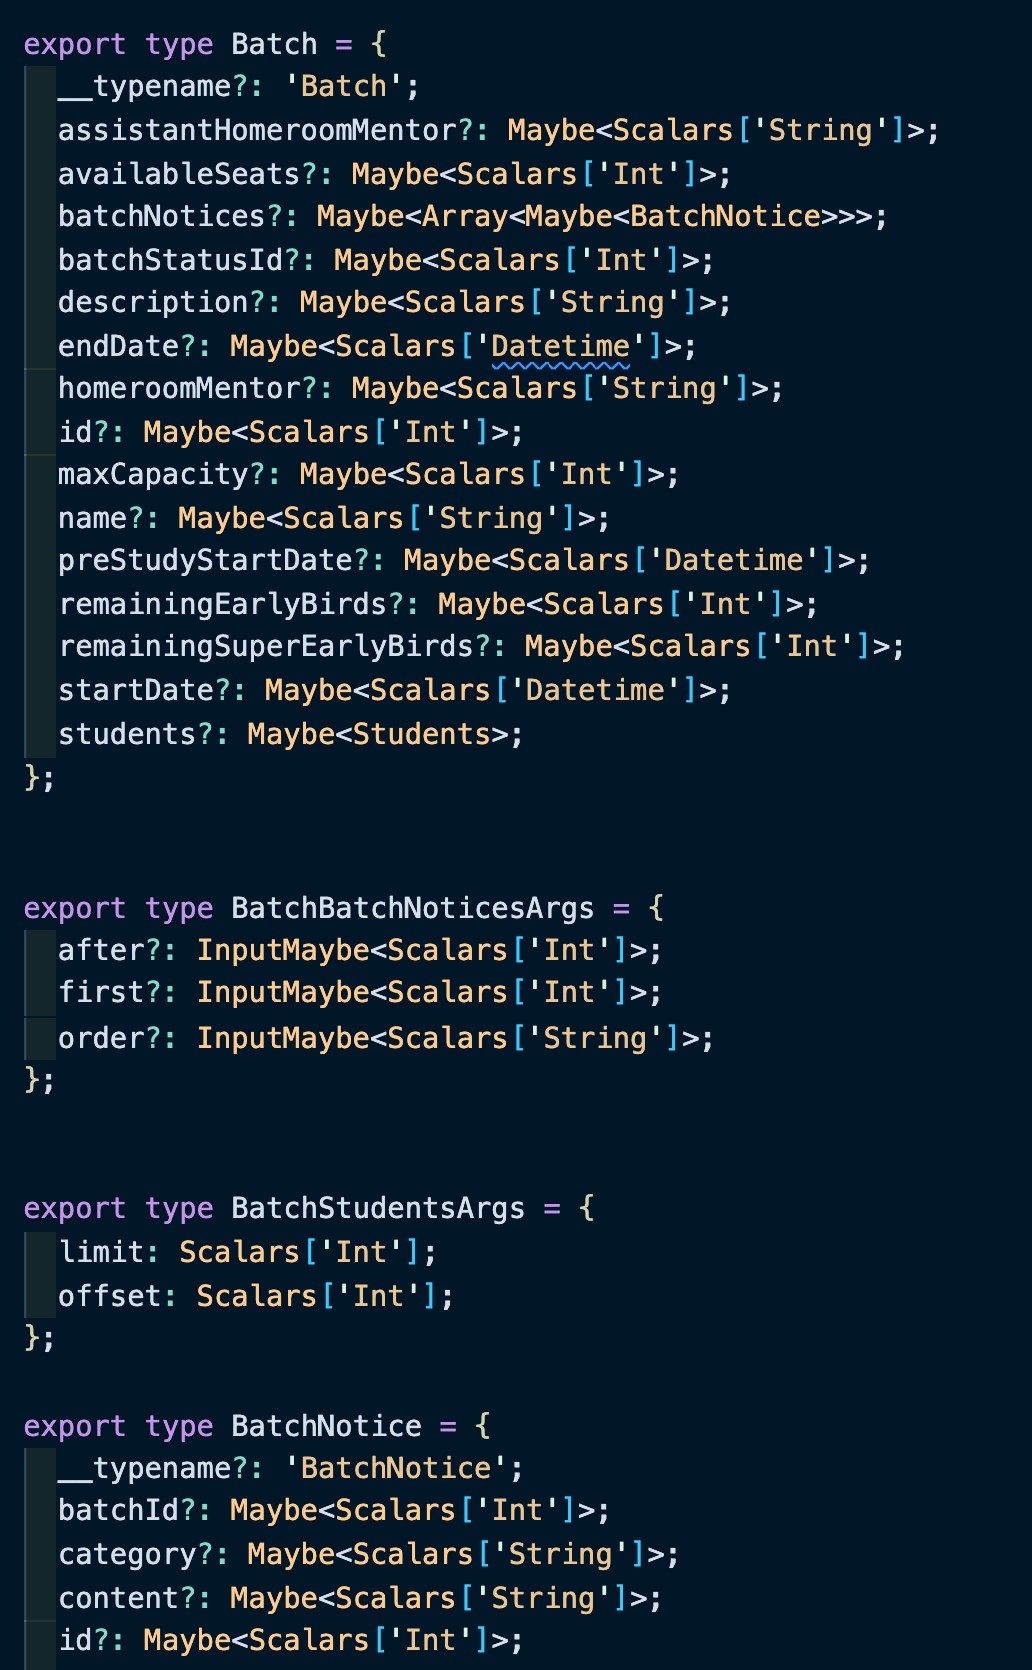 export type Batch = {
  __typename?: 'Batch';
  assistantHomeroomMentor?: Maybe<Scalars['String']>;
  availableSeats?: Maybe<Scalars['Int']>;
  batchNotices?: Maybe<Array<Maybe<BatchNotice>>>;
  batchStatusId?: Maybe<Scalars['Int']>;
  description?: Maybe<Scalars['String']>;
  endDate?: Maybe<Scalars['Datetime']>;
  homeroomMentor?: Maybe<Scalars['String']>;
  id?: Maybe<Scalars['Int']>;
  maxCapacity?: Maybe<Scalars['Int']>;
  name?: Maybe<Scalars['String']>;
  preStudyStartDate?: Maybe<Scalars['Datetime']>;
  remainingEarlyBirds?: Maybe<Scalars['Int']>;
  remainingSuperEarlyBirds?: Maybe<Scalars['Int']>;
  startDate?: Maybe<Scalars['Datetime']>;
  students?: Maybe<Students>;
};
export type BatchBatchNoticesArgs = {
  after?: InputMaybe<Scalars['Int']>;
  first?: InputMaybe<Scalars['Int']>;
  order?: InputMaybe<Scalars['String']>;
};
export type BatchStudentsArgs = {
  limit: Scalars['Int'];
  offset: Scalars['Int'];
};
export type BatchNotice = {
  __typename?: 'BatchNotice';
  batchId?: Maybe<Scalars['Int']>;
  category?: Maybe<Scalars['String']>;
  content?: Maybe<Scalars['String']>;
  id?: Maybe<Scalars['Int']>;